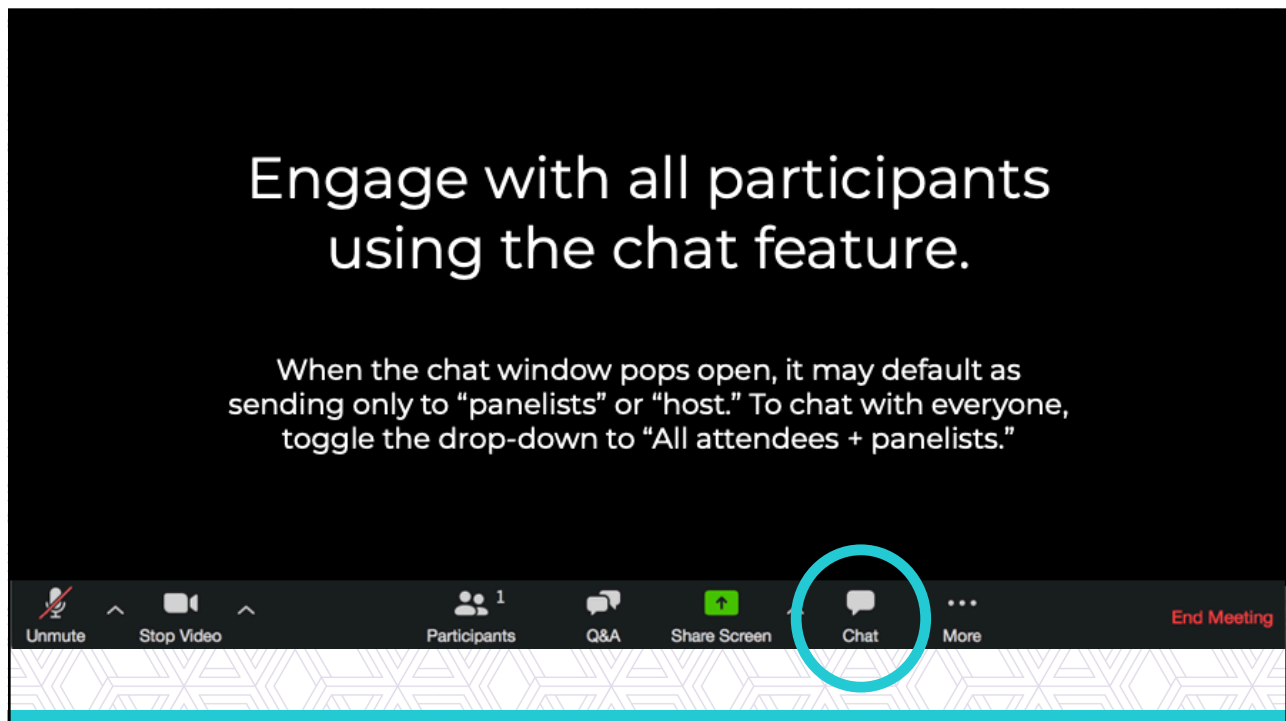 Engage with all participants
using the chat feature.
When the chat window pops open, it may default as
sending only to “panelists” or “host.” To chat with everyone,
toggle the drop-down to “All attendees + panelists.”
Unmute
Stop Video
1
Participants
Q&A
Share Screen
Chat
More
End Meeting